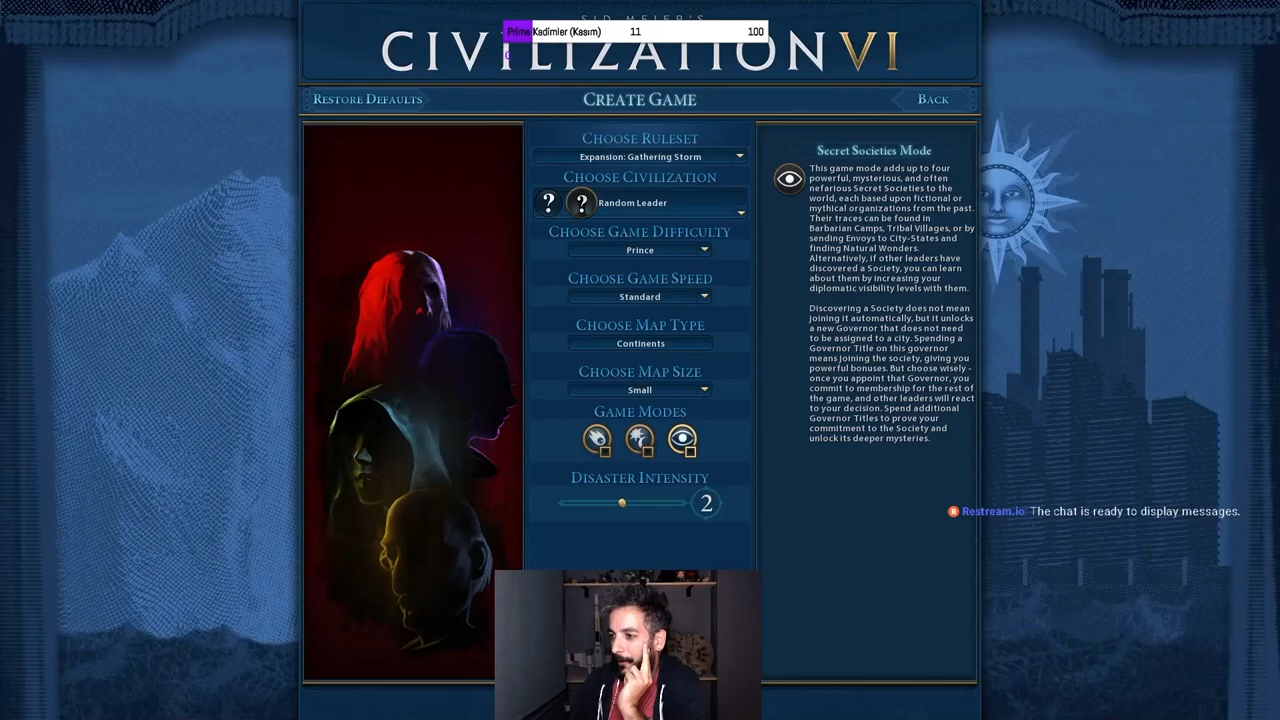 SID MEIER'S
Prime Kadimler (Kasım) 11 100
CIVILIZATION VI
RESTORE DEFAULTS
CREATE GAME
BACK
CHOOSE RULESET
Expansion: Gathering Storm
CHOOSE CIVILIZATION
? ? Random Leader
CHOOSE GAME DIFFICULTY
Prince
CHOOSE GAME SPEED
Standard
CHOOSE MAP TYPE
Continents
CHOOSE MAP SIZE
Small
GAME MODES
DISASTER INTENSITY
2
Secret Societies Mode
This game mode adds up to four
powerful, mysterious, and often
nefarious Secret Societies to the
world, each based upon fictional or
mythical organizations from the past.
Their traces can be found in
Barbarian Camps, Tribal Villages, or by
sending Envoys to City-States and
finding Natural Wonders.
Alternatively, if other leaders have
discovered a Society, you can learn
about them by increasing your
diplomatic visibility levels with them.
Discovering a Society does not mean
joining it automatically, but it unlocks
a new Governor that does not need
to be assigned to a city. Spending a
Governor Title on this governor
means joining the society, giving you
powerful bonuses. But choose wisely -
once you appoint that Governor, you
commit to membership for the rest of
the game, and other leaders will react
to your decision. Spend additional
Governor Titles to prove your
commitment to the Society and
unlock its deeper mysteries.
R Restream.io: The chat is ready to display messages.